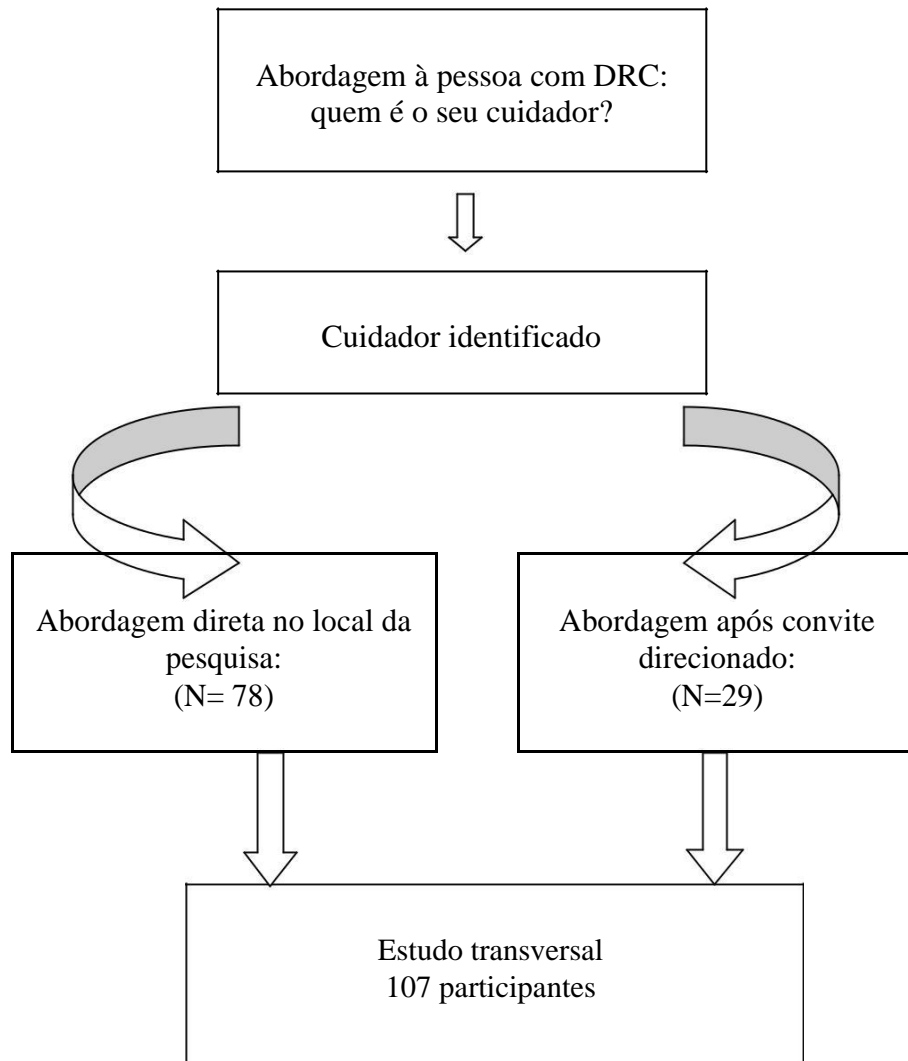 Abordagem à pessoa com DRC:
quem é o seu cuidador?
Cuidador identificado
Abordagem direta no local da
pesquisa:
(N= 78)
Abordagem após convite
direcionado:
(N=29)
Estudo transversal
107 participantes